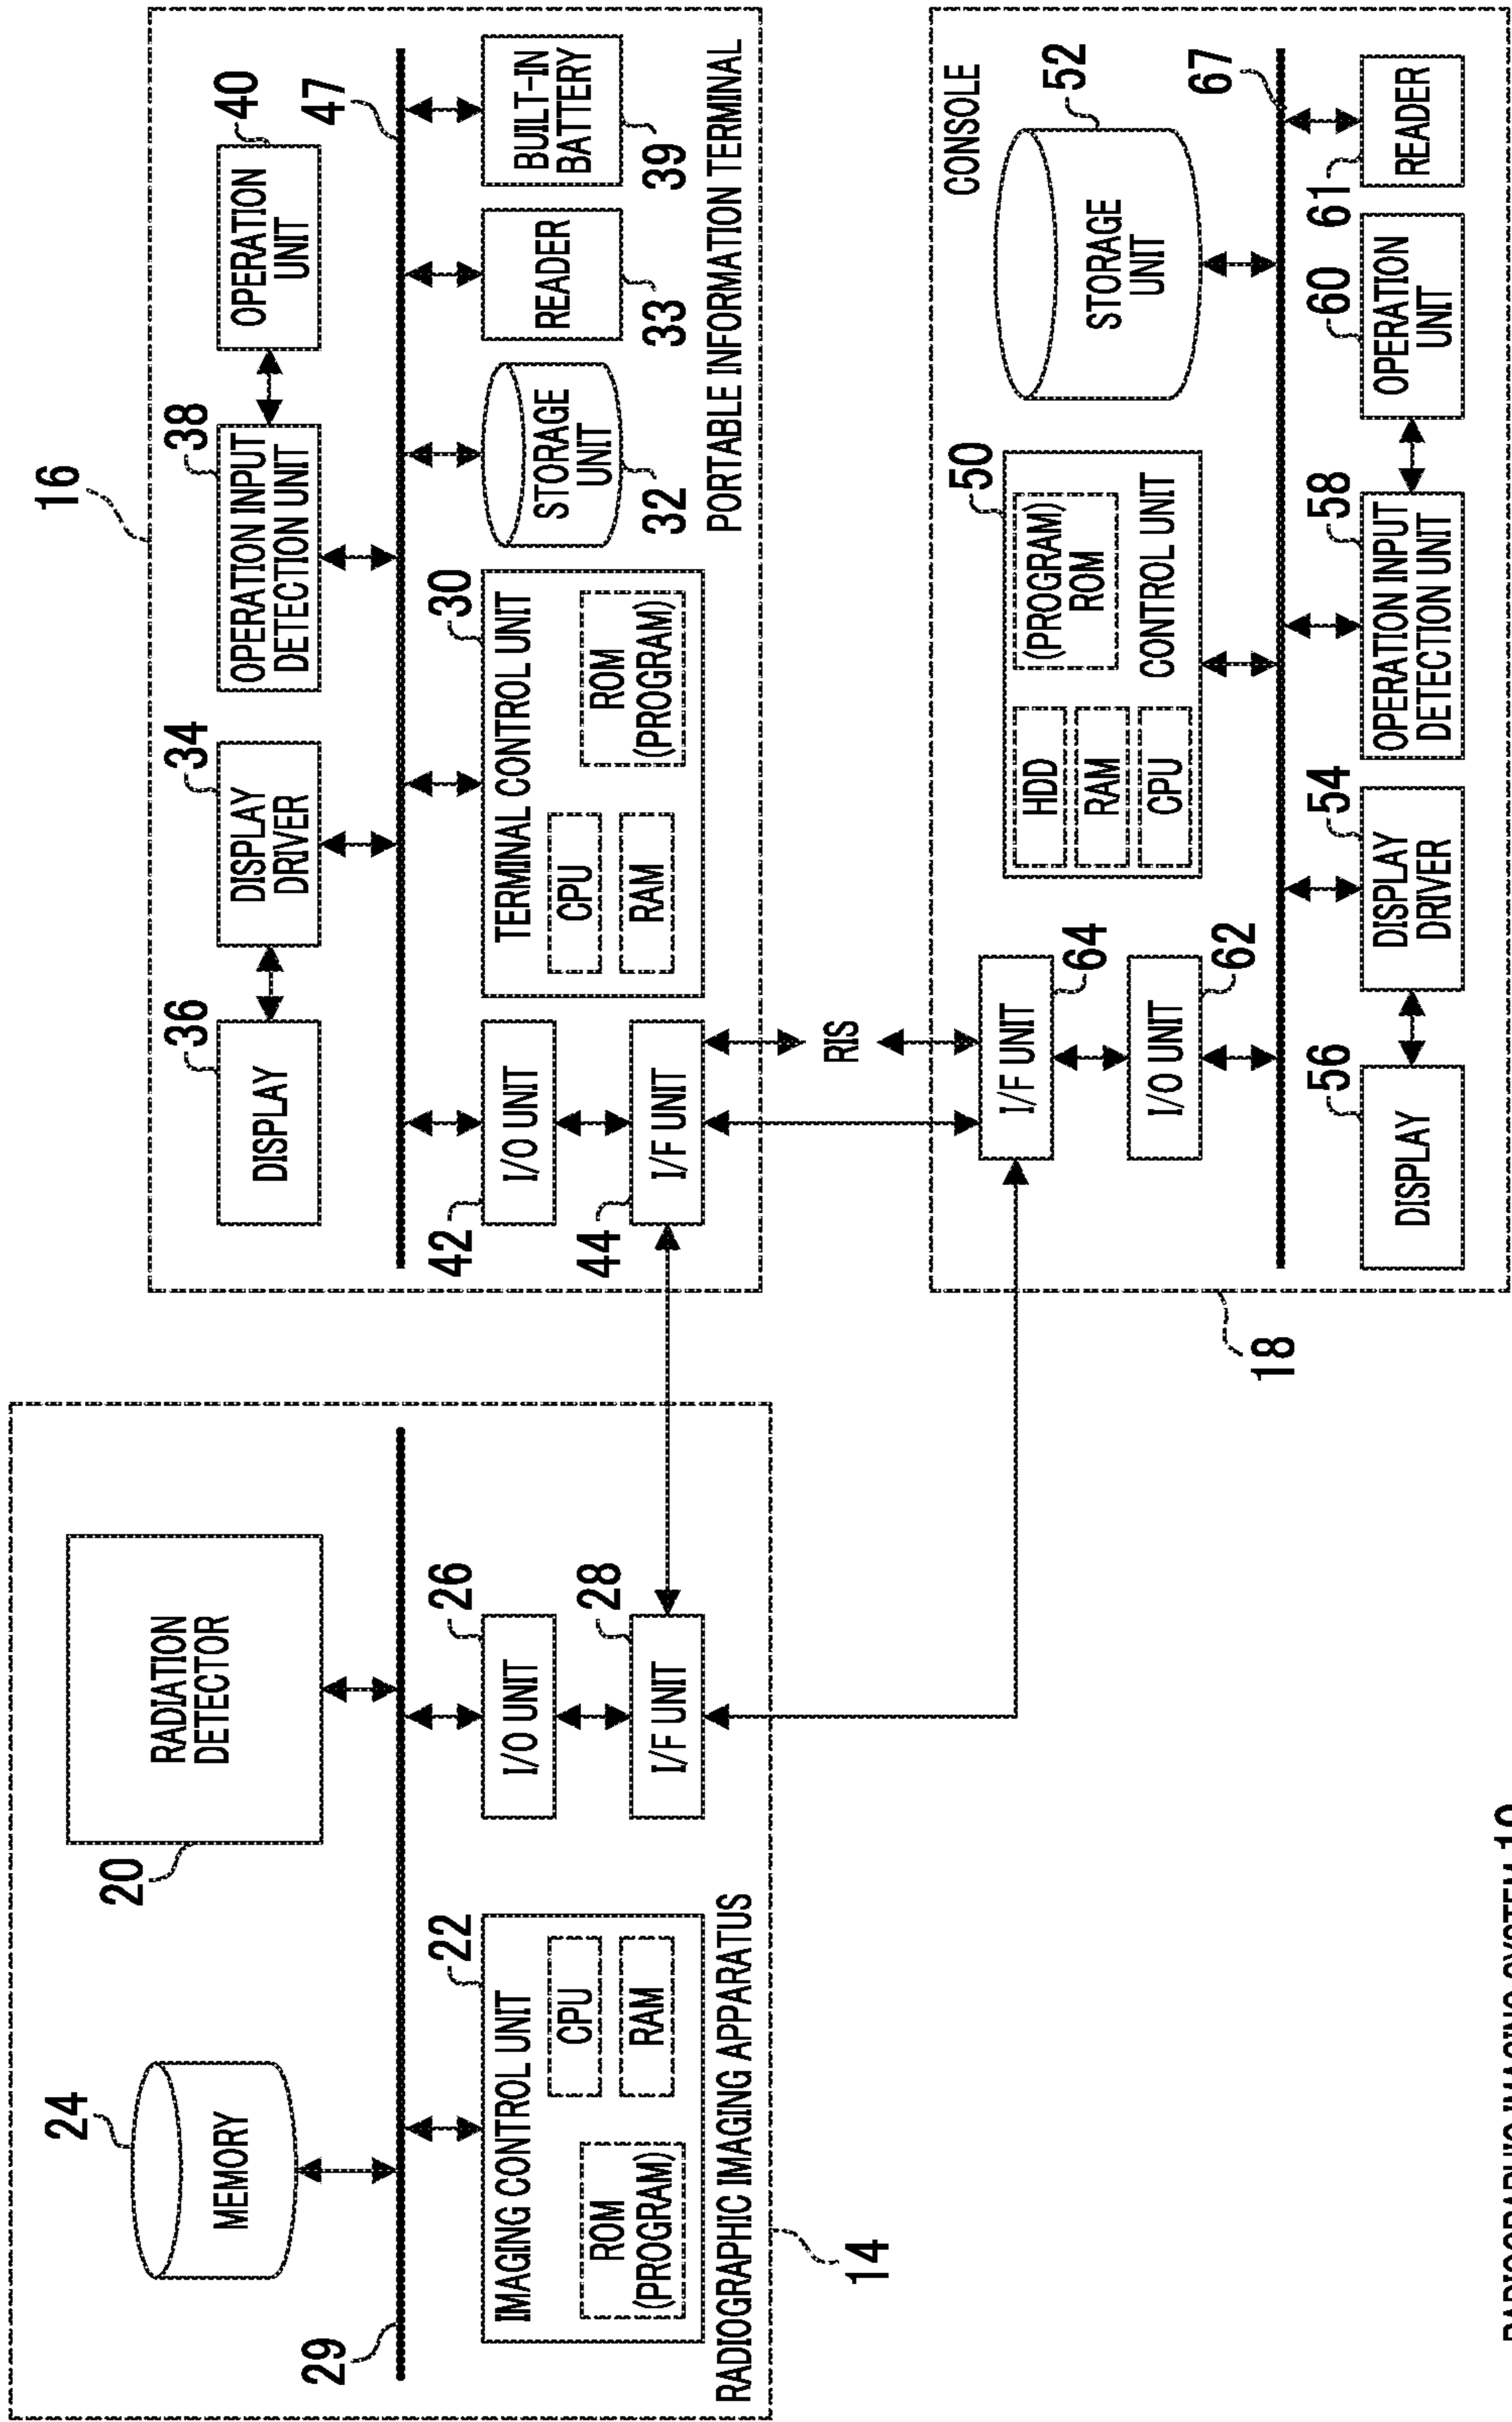 24
MEMORY
20
RADIATION
DETECTOR
29
22
IMAGING CONTROL UNIT
CPU
ROM
(PROGRAM)
RAM
26
I/O UNIT
28
I/F UNIT
RADIOGRAPHIC IMAGING APPARATUS
14
16
36
DISPLAY
34
DISPLAY
DRIVER
38
OPERATION INPUT
DETECTION UNIT
40
OPERATION
UNIT
47
42
I/O UNIT
44
I/F UNIT
30
TERMINAL CONTROL UNIT
CPU
RAM
ROM
(PROGRAM)
STORAGE
UNIT
32
READER
33
BUILT-IN
BATTERY
39
PORTABLE INFORMATION TERMINAL
RIS
CONSOLE
18
I/F UNIT
64
I/O UNIT
62
50
HDD
RAM
CPU
(PROGRAM)
ROM
CONTROL UNIT
STORAGE
UNIT
52
67
56
DISPLAY
54
DISPLAY
DRIVER
58
OPERATION INPUT
DETECTION UNIT
60
OPERATION
UNIT
61
READER
RADIOGRAPHIC IMAGING SYSTEM